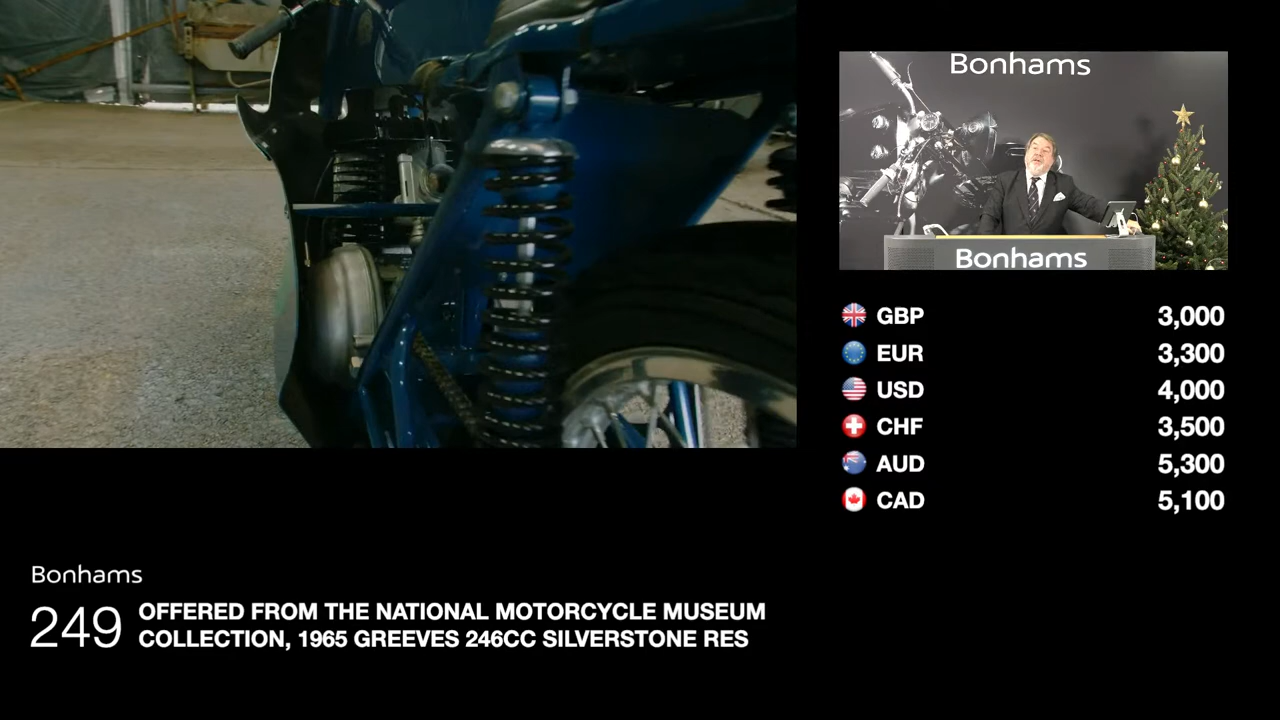 Bonhams
Bonhams
GBP 3,000
EUR 3,300
USD 4,000
CHF 3,500
AUD 5,300
CAD 5,100
Bonhams
249
OFFERED FROM THE NATIONAL MOTORCYCLE MUSEUM
COLLECTION, 1965 GREEVES 246CC SILVERSTONE RES